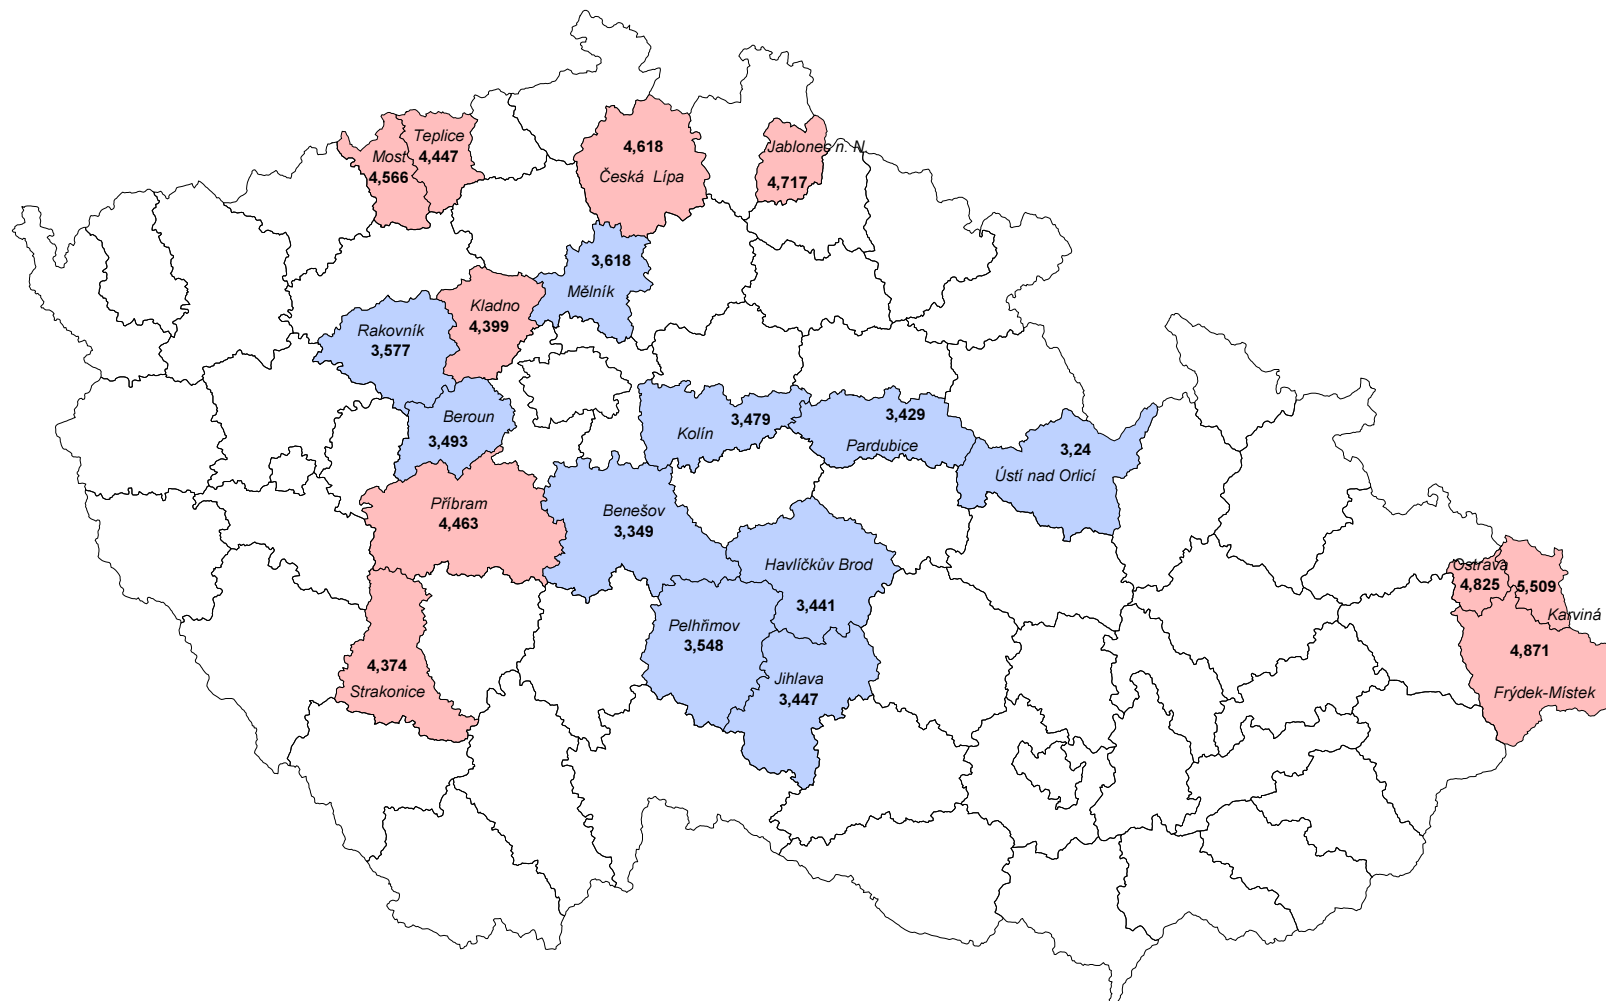 Teplice
4,447
Most
4,566
4,618
Česká Lípa
Jablonec n. N.
4,717
3,618
Mělník
Kladno
4,399
Rakovník
3,577
Beroun
3,493
Kolín
3,479
3,429
Pardubice
3,24
Ústí nad Orlicí
Příbram
4,463
Benešov
3,349
Havlíčkův Brod
3,441
Pelhřimov
3,548
Jihlava
3,447
4,374
Strakonice
Ostrava
4,825
5,509
Karviná
4,871
Frýdek-Místek